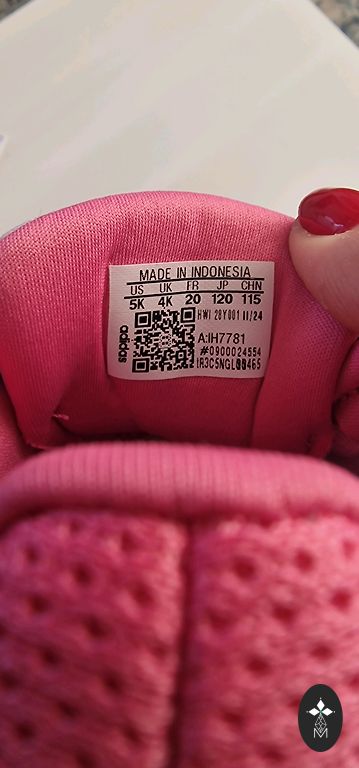 MADE IN INDONESIA
US UK FR JP CHN
5K 4K 20 120 115
HWI 28Y001 11/24
adidas
A:IH7781
#0900024554
M